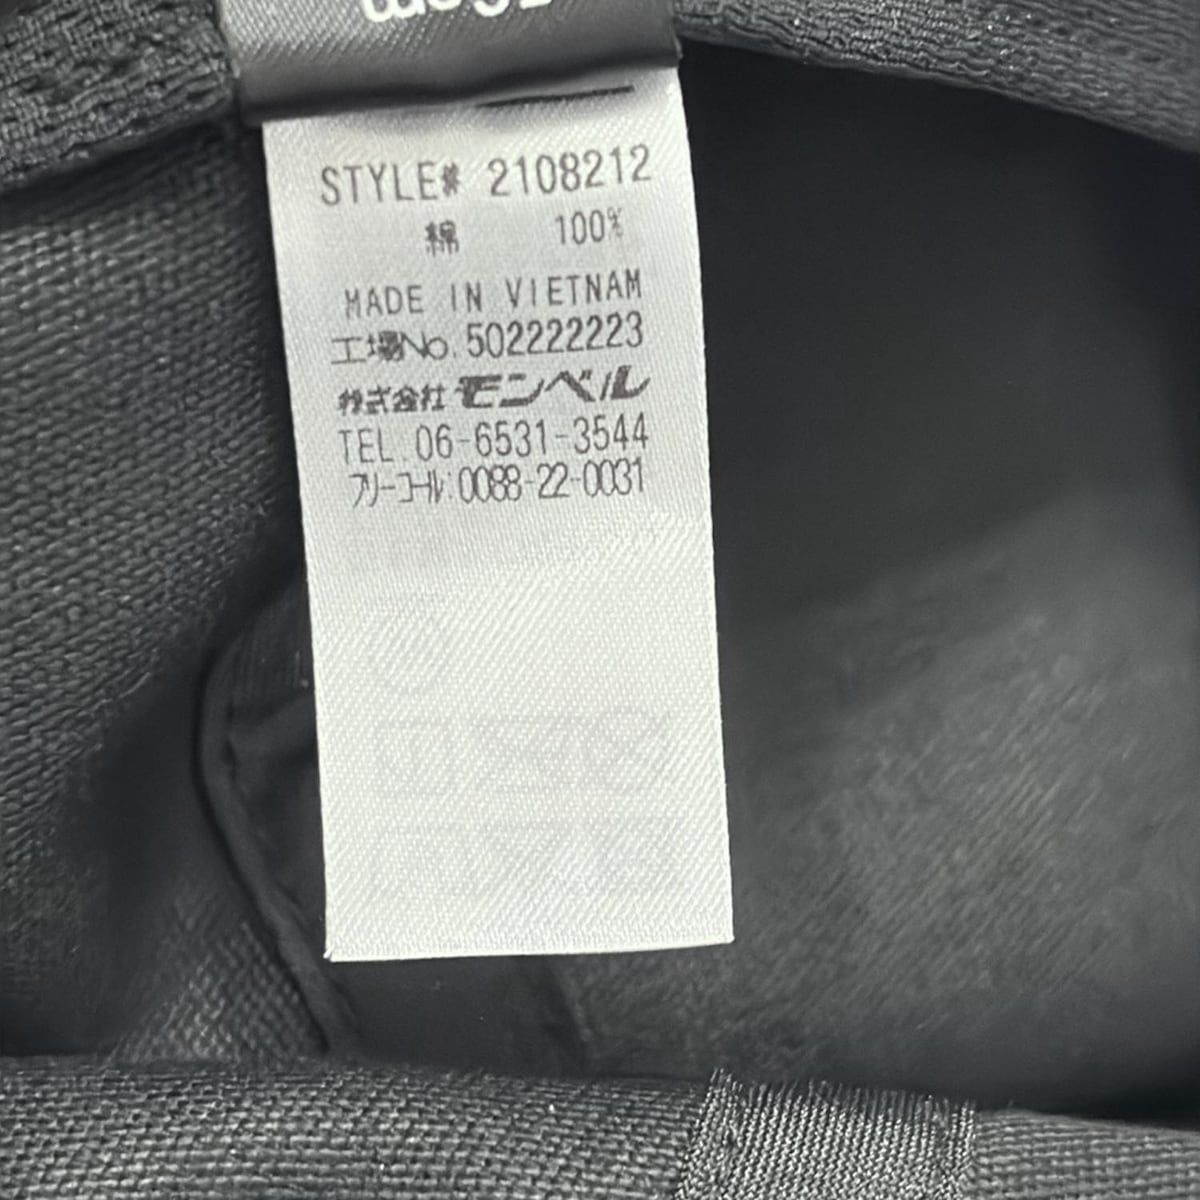 STYLE# 2108212
綿 100%
MADE IN VIETNAM
工場No. 502222223
株式会社 モンベル
TEL 06-6531-3544
フリーコール:0088-22-0031